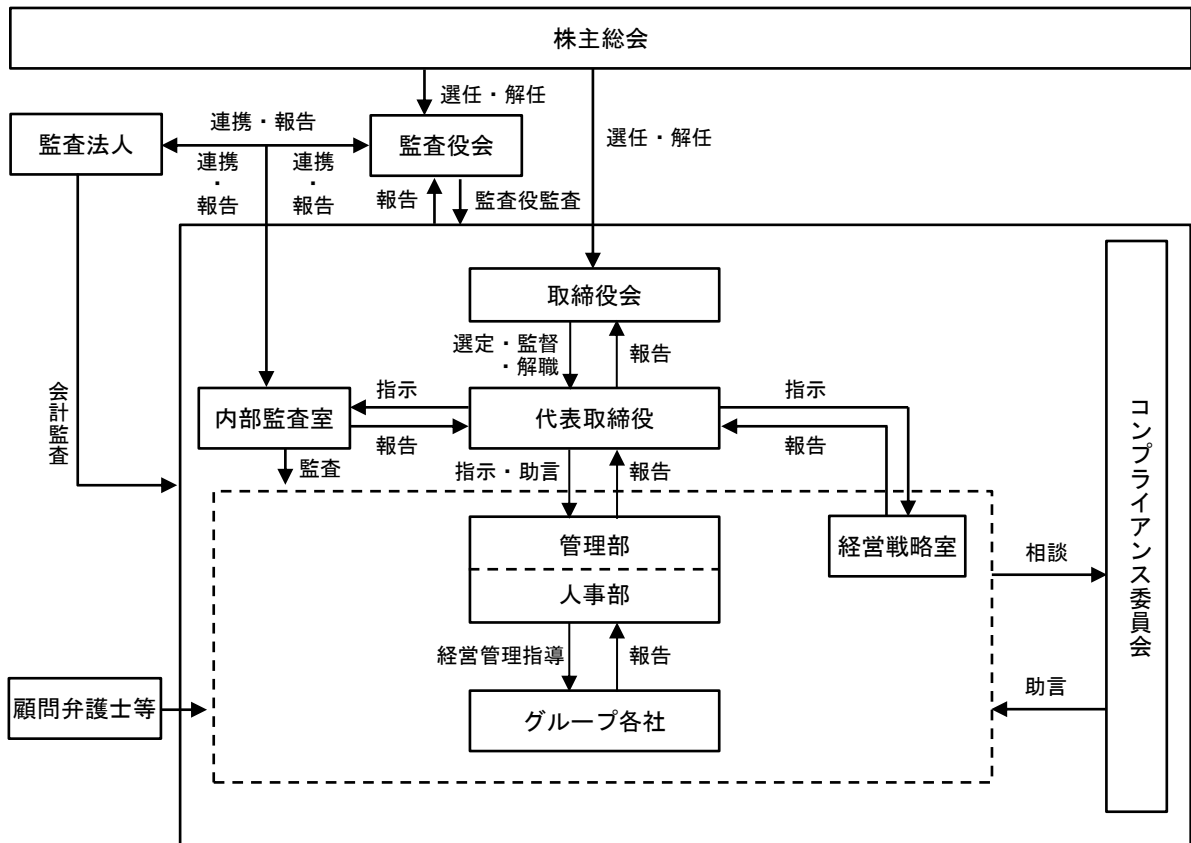 株主総会
選任・解任
選任・解任
監査法人
連携・報告
監査役会
連携
・
報告
連携
・
報告
報告
監査役監査
取締役会
選定・監督
・解職
報告
会計監査
内部監査室
指示
報告
代表取締役
指示
報告
監査
指示・助言
報告
管理部
人事部
経営戦略室
経営管理指導
報告
グループ各社
顧問弁護士等
相談
助言
コンプライアンス委員会